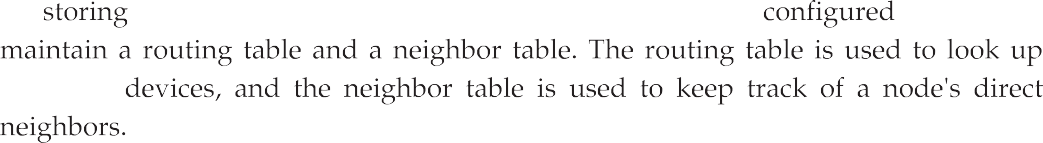 storing configured
maintain a routing table and a neighbor table. The routing table is used to look up
devices, and the neighbor table is used to keep track of a node's direct
neighbors.